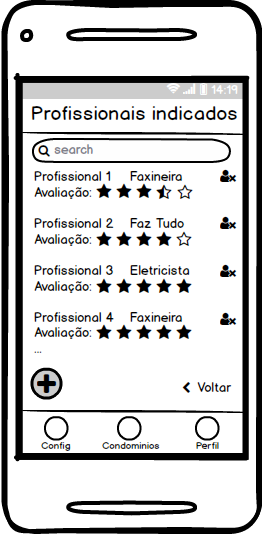 14:19
Profissionais indicados
search
Profissional 1 Faxineira
Avaliação:
Profissional 2 Faz Tudo
Avaliação:
Profissional 3 Eletricista
Avaliação:
Profissional 4 Faxineira
Avaliação:
...
Voltar
Config Condominios Perfil